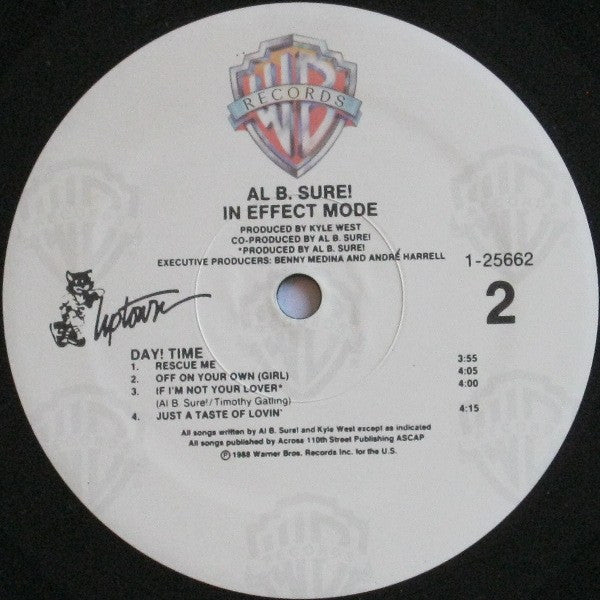 WB
RECORDS
AL B. SURE!
IN EFFECT MODE
PRODUCED BY KYLE WEST
CO-PRODUCED BY AL B. SURE!
*PRODUCED BY AL B. SURE!
EXECUTIVE PRODUCERS: BENNY MEDINA AND ANDRÉ HARRELL
1-25662
2
Uptown
DAY! TIME
1. RESCUE ME 3:55
2. OFF ON YOUR OWN (GIRL) 4:05
3. IF I'M NOT YOUR LOVER* 4:00
(Al B. Sure!/Timothy Gatling)
4. JUST A TASTE OF LOVIN' 4:15
All songs written by Al B. Sure! and Kyle West except as indicated
All songs published by Across 110th Street Publishing ASCAP
℗ 1988 Warner Bros. Records Inc. for the U.S.